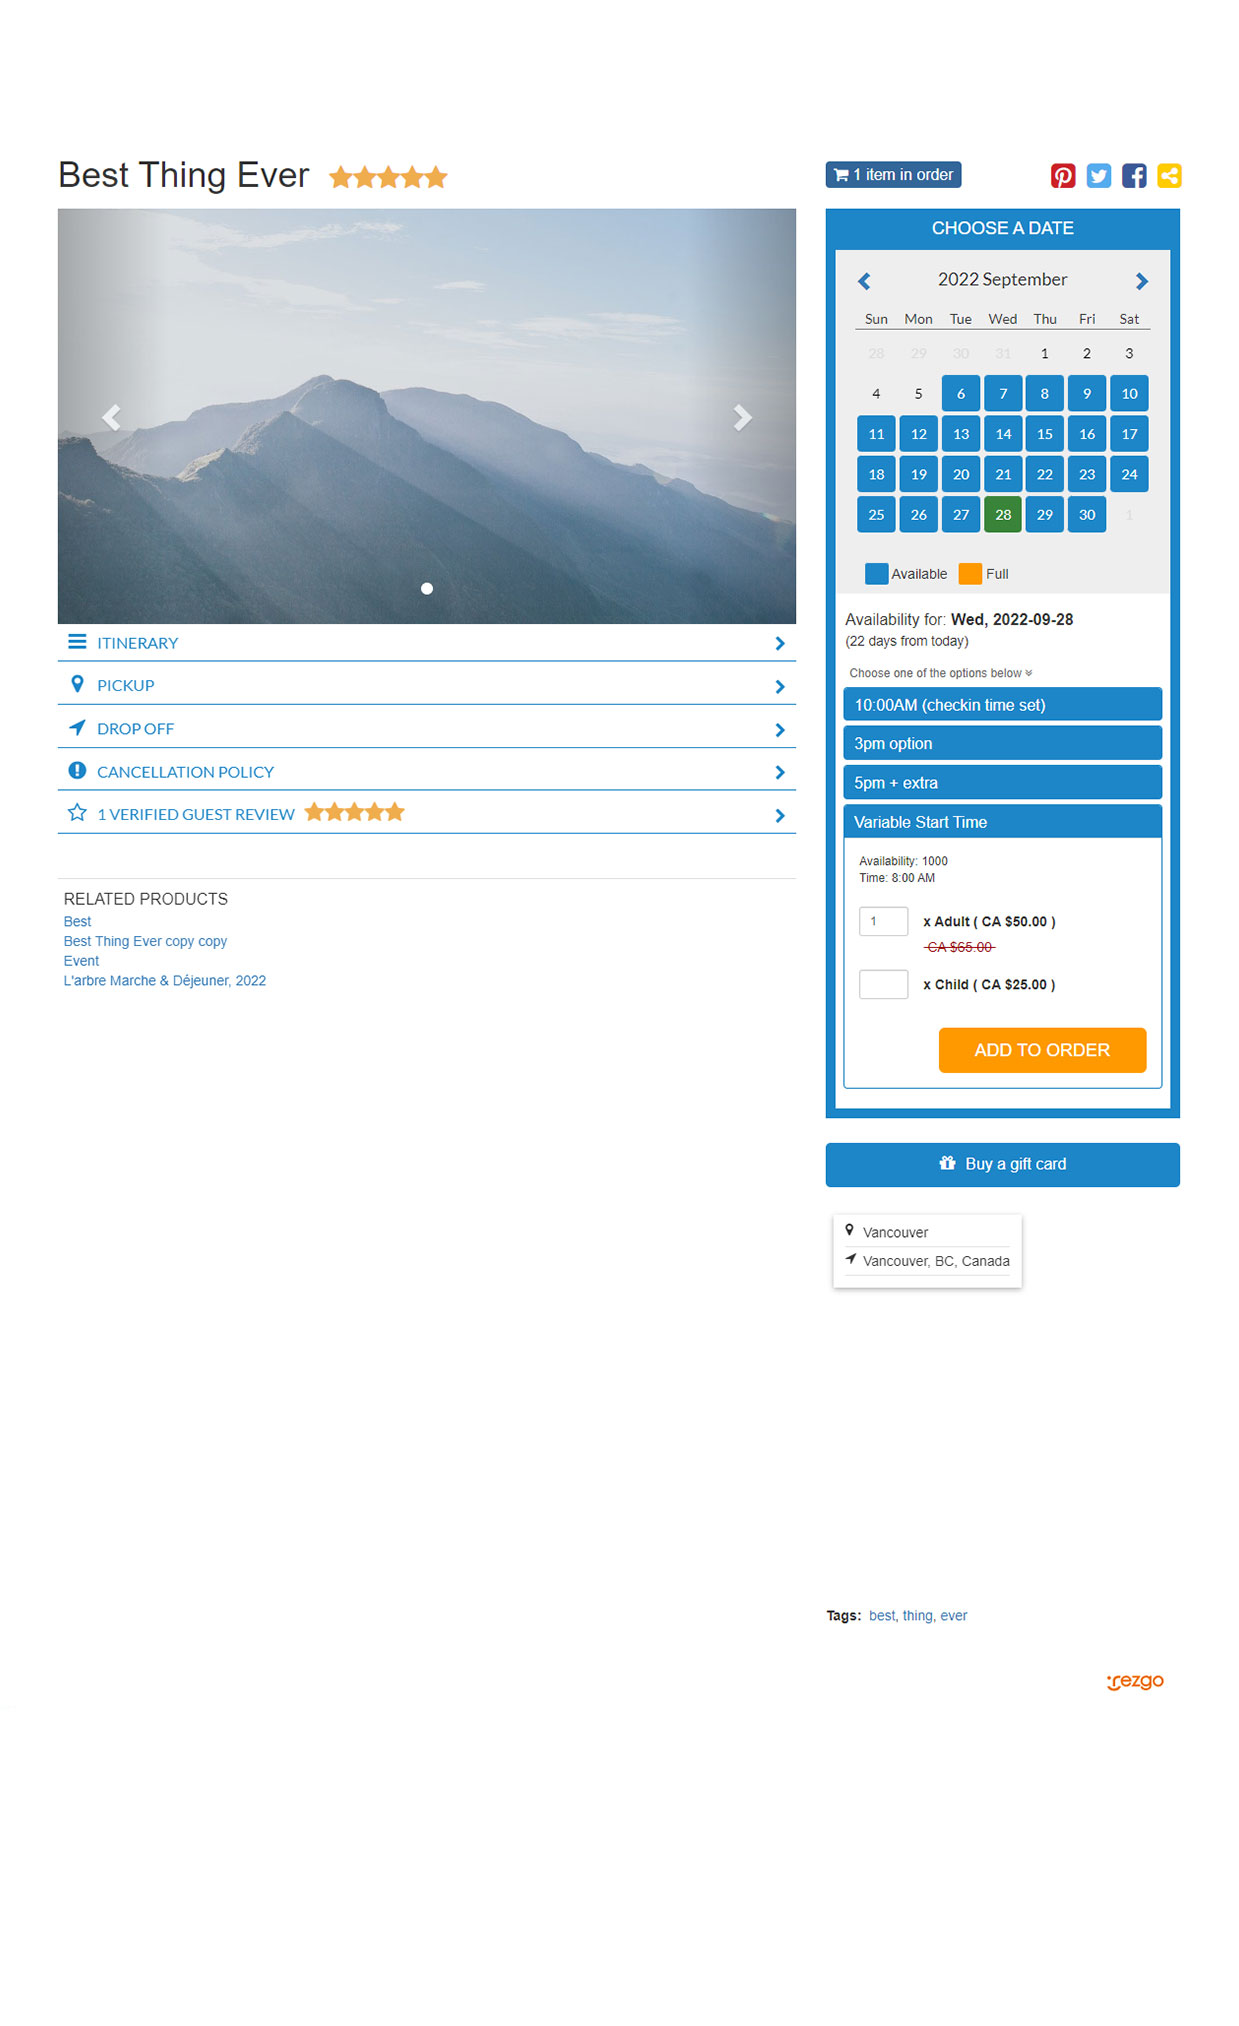 Best Thing Ever
1 item in order
CHOOSE A DATE
2022 September
Sun Mon Tue Wed Thu Fri Sat
28 29 30 31 1 2 3
4 5 6 7 8 9 10
11 12 13 14 15 16 17
18 19 20 21 22 23 24
25 26 27 28 29 30 1
Available Full
Availability for: Wed, 2022-09-28
(22 days from today)
Choose one of the options below
10:00AM (checkin time set)
3pm option
5pm + extra
Variable Start Time
Availability: 1000
Time: 8:00 AM
1 x Adult ( CA $50.00 )
CA $65.00
x Child ( CA $25.00 )
ADD TO ORDER
Buy a gift card
Vancouver
Vancouver, BC, Canada
ITINERARY
PICKUP
DROP OFF
CANCELLATION POLICY
1 VERIFIED GUEST REVIEW
RELATED PRODUCTS
Best
Best Thing Ever copy copy
Event
L'arbre Marche & Déjeuner, 2022
Tags: best, thing, ever
rezgo